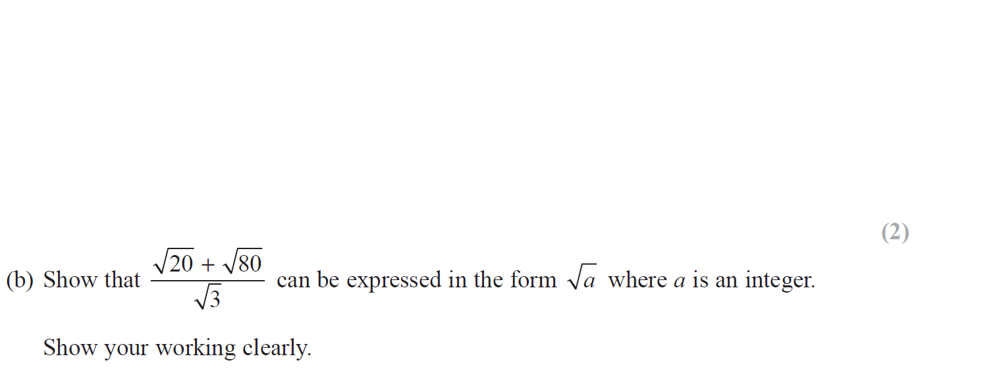 (2)
(b) Show that (√20 + √80)/√3 can be expressed in the form √a where a is an integer.
Show your working clearly.